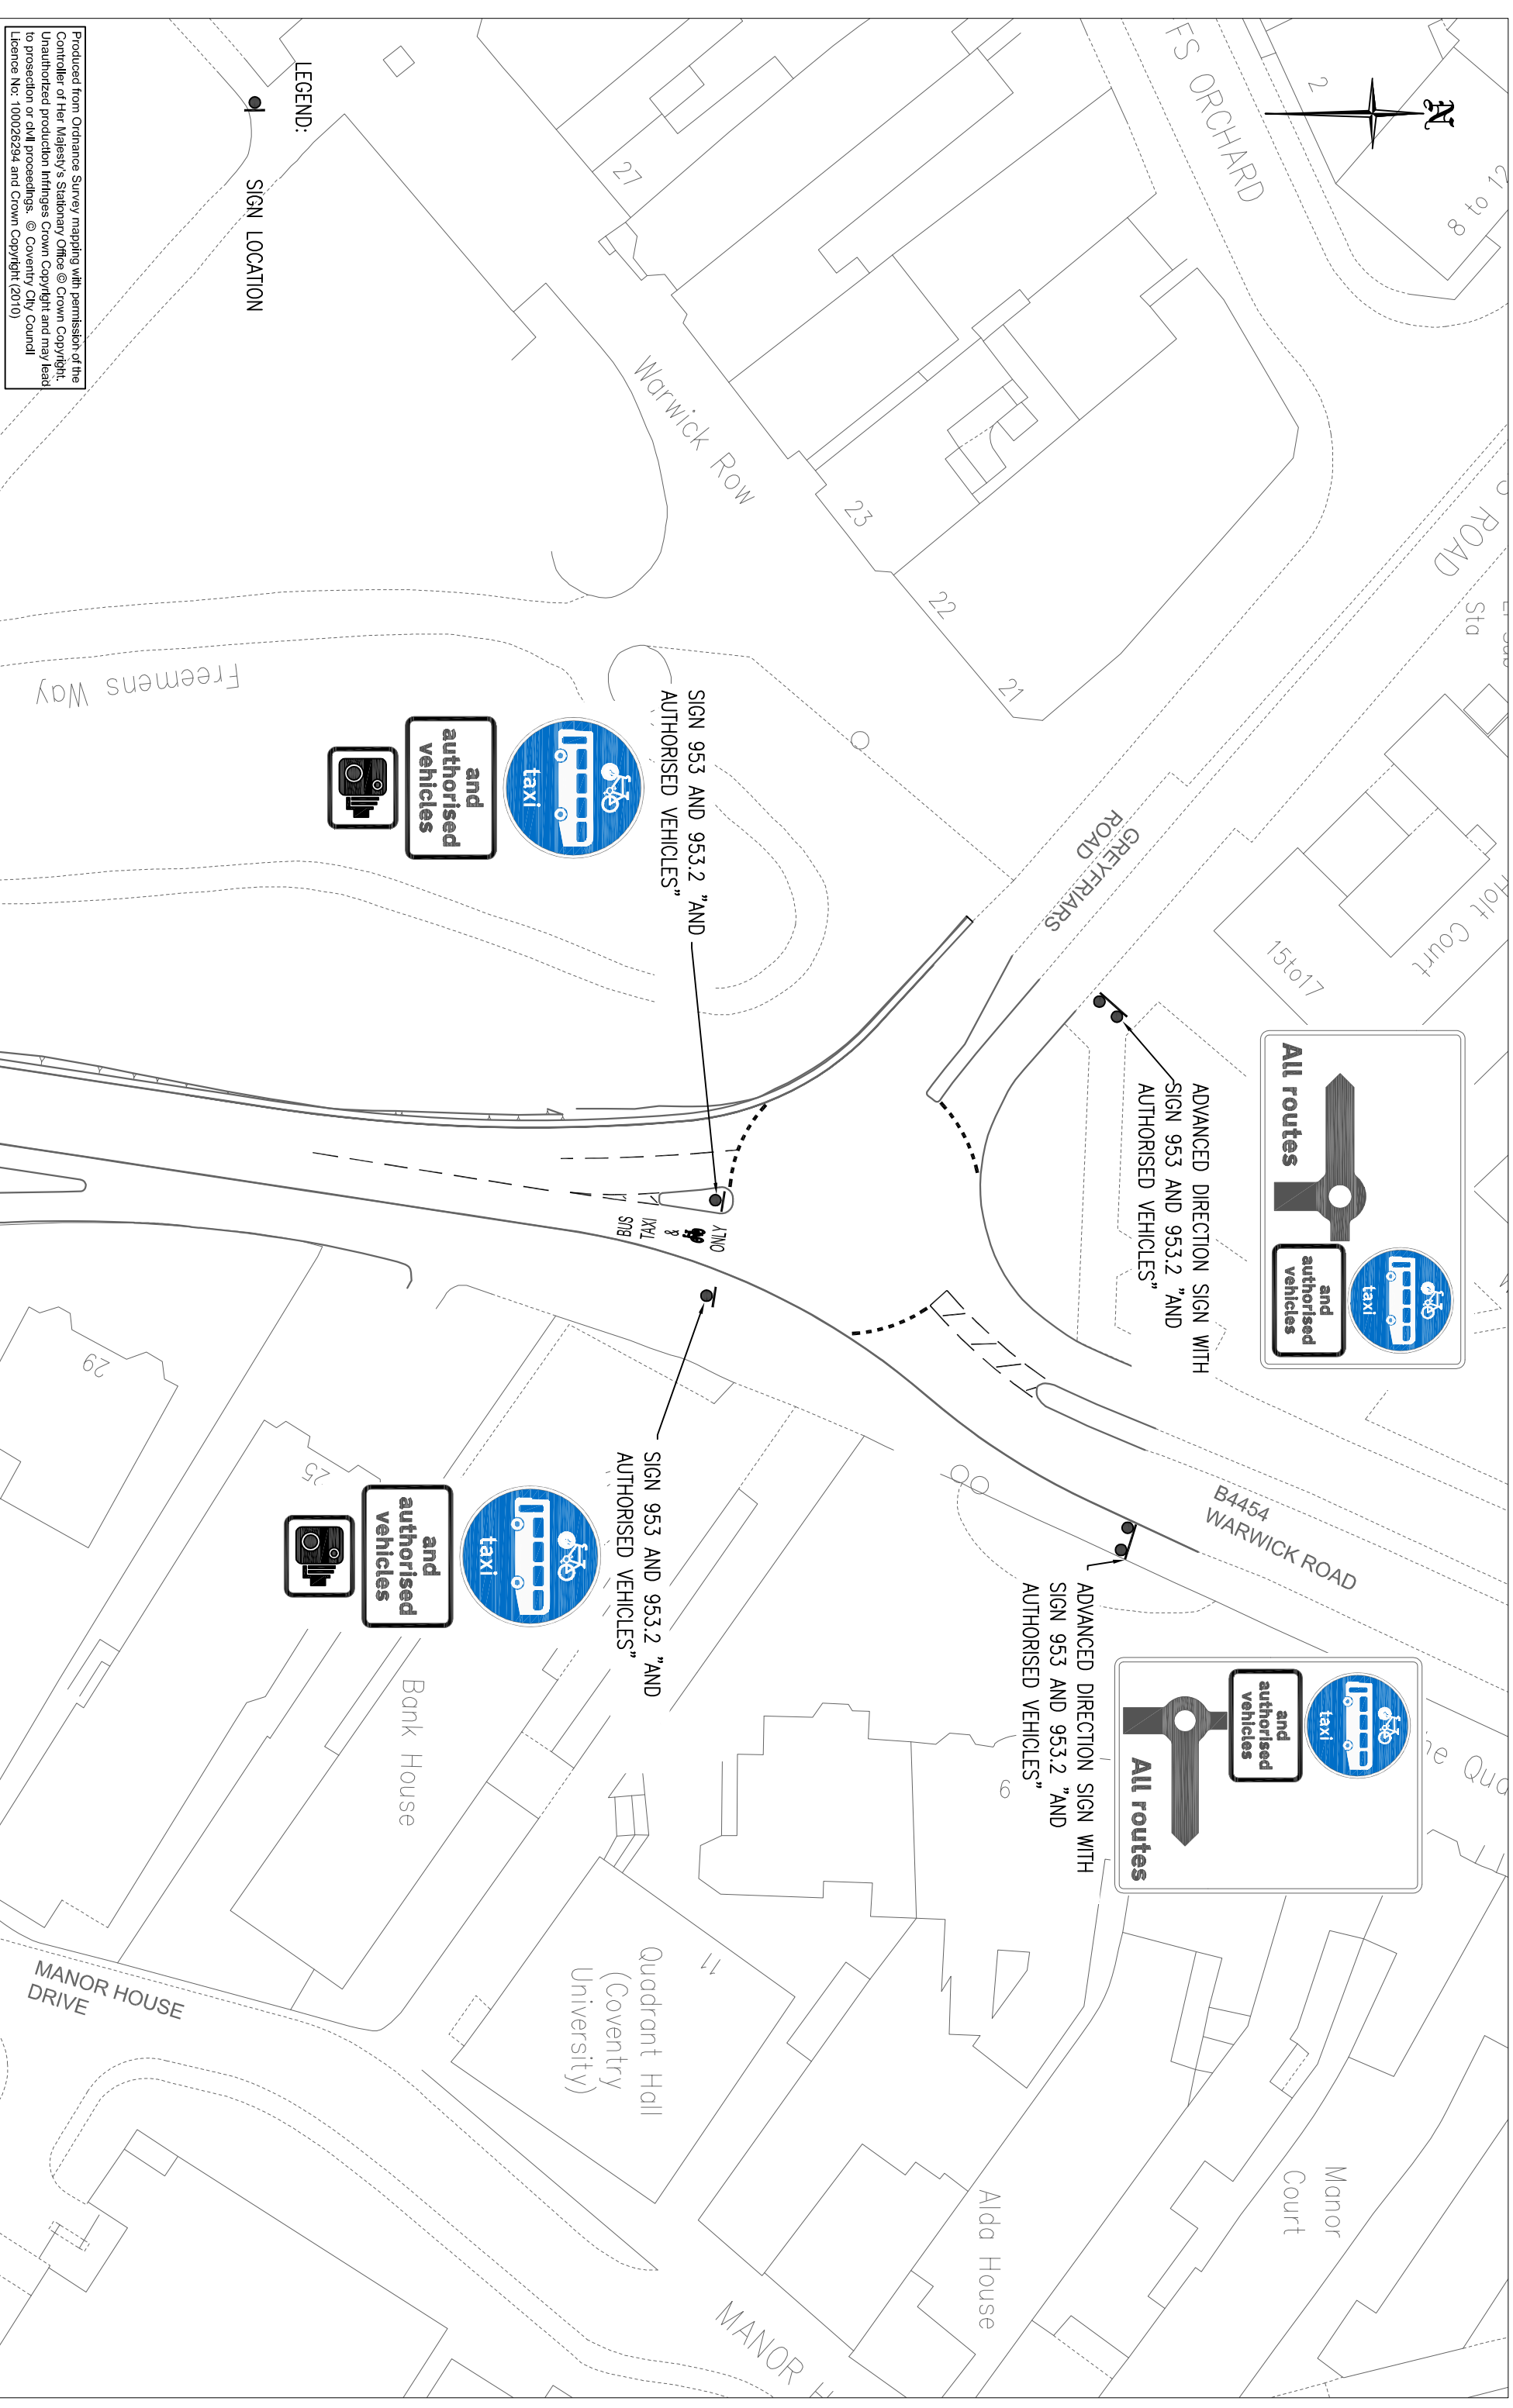 N
2
8 to 12
FS ORCHARD
ROAD
Sta
27
Warwick Row
23
22
21
Holt Court
15to17
GREYFRIARS
ROAD
All routes
taxi
and
authorised
vehicles
ADVANCED DIRECTION SIGN WITH
SIGN 953 AND 953.2 "AND
AUTHORISED VEHICLES"
B4454
WARWICK ROAD
taxi
and
authorised
vehicles
All routes
ADVANCED DIRECTION SIGN WITH
SIGN 953 AND 953.2 "AND
AUTHORISED VEHICLES"
6
Manor
Court
Alda House
MANOR H
SIGN 953 AND 953.2 "AND
AUTHORISED VEHICLES"
taxi
and
authorised
vehicles
Freemens Way
ONLY
&
TAXI
BUS
SIGN 953 AND 953.2 "AND
AUTHORISED VEHICLES"
taxi
and
authorised
vehicles
29
25
Bank House
11
Quadrant Hall
(Coventry
University)
MANOR HOUSE
DRIVE
LEGEND:
SIGN LOCATION
Produced from Ordnance Survey mapping with permission of the
Controller of Her Majesty's Stationary Office © Crown Copyright.
Unauthorized production infringes Crown Copyright and may lead
to prosection or civil proceedings. © Coventry City Council
Licence No: 100026294 and Crown Copyright (2010)